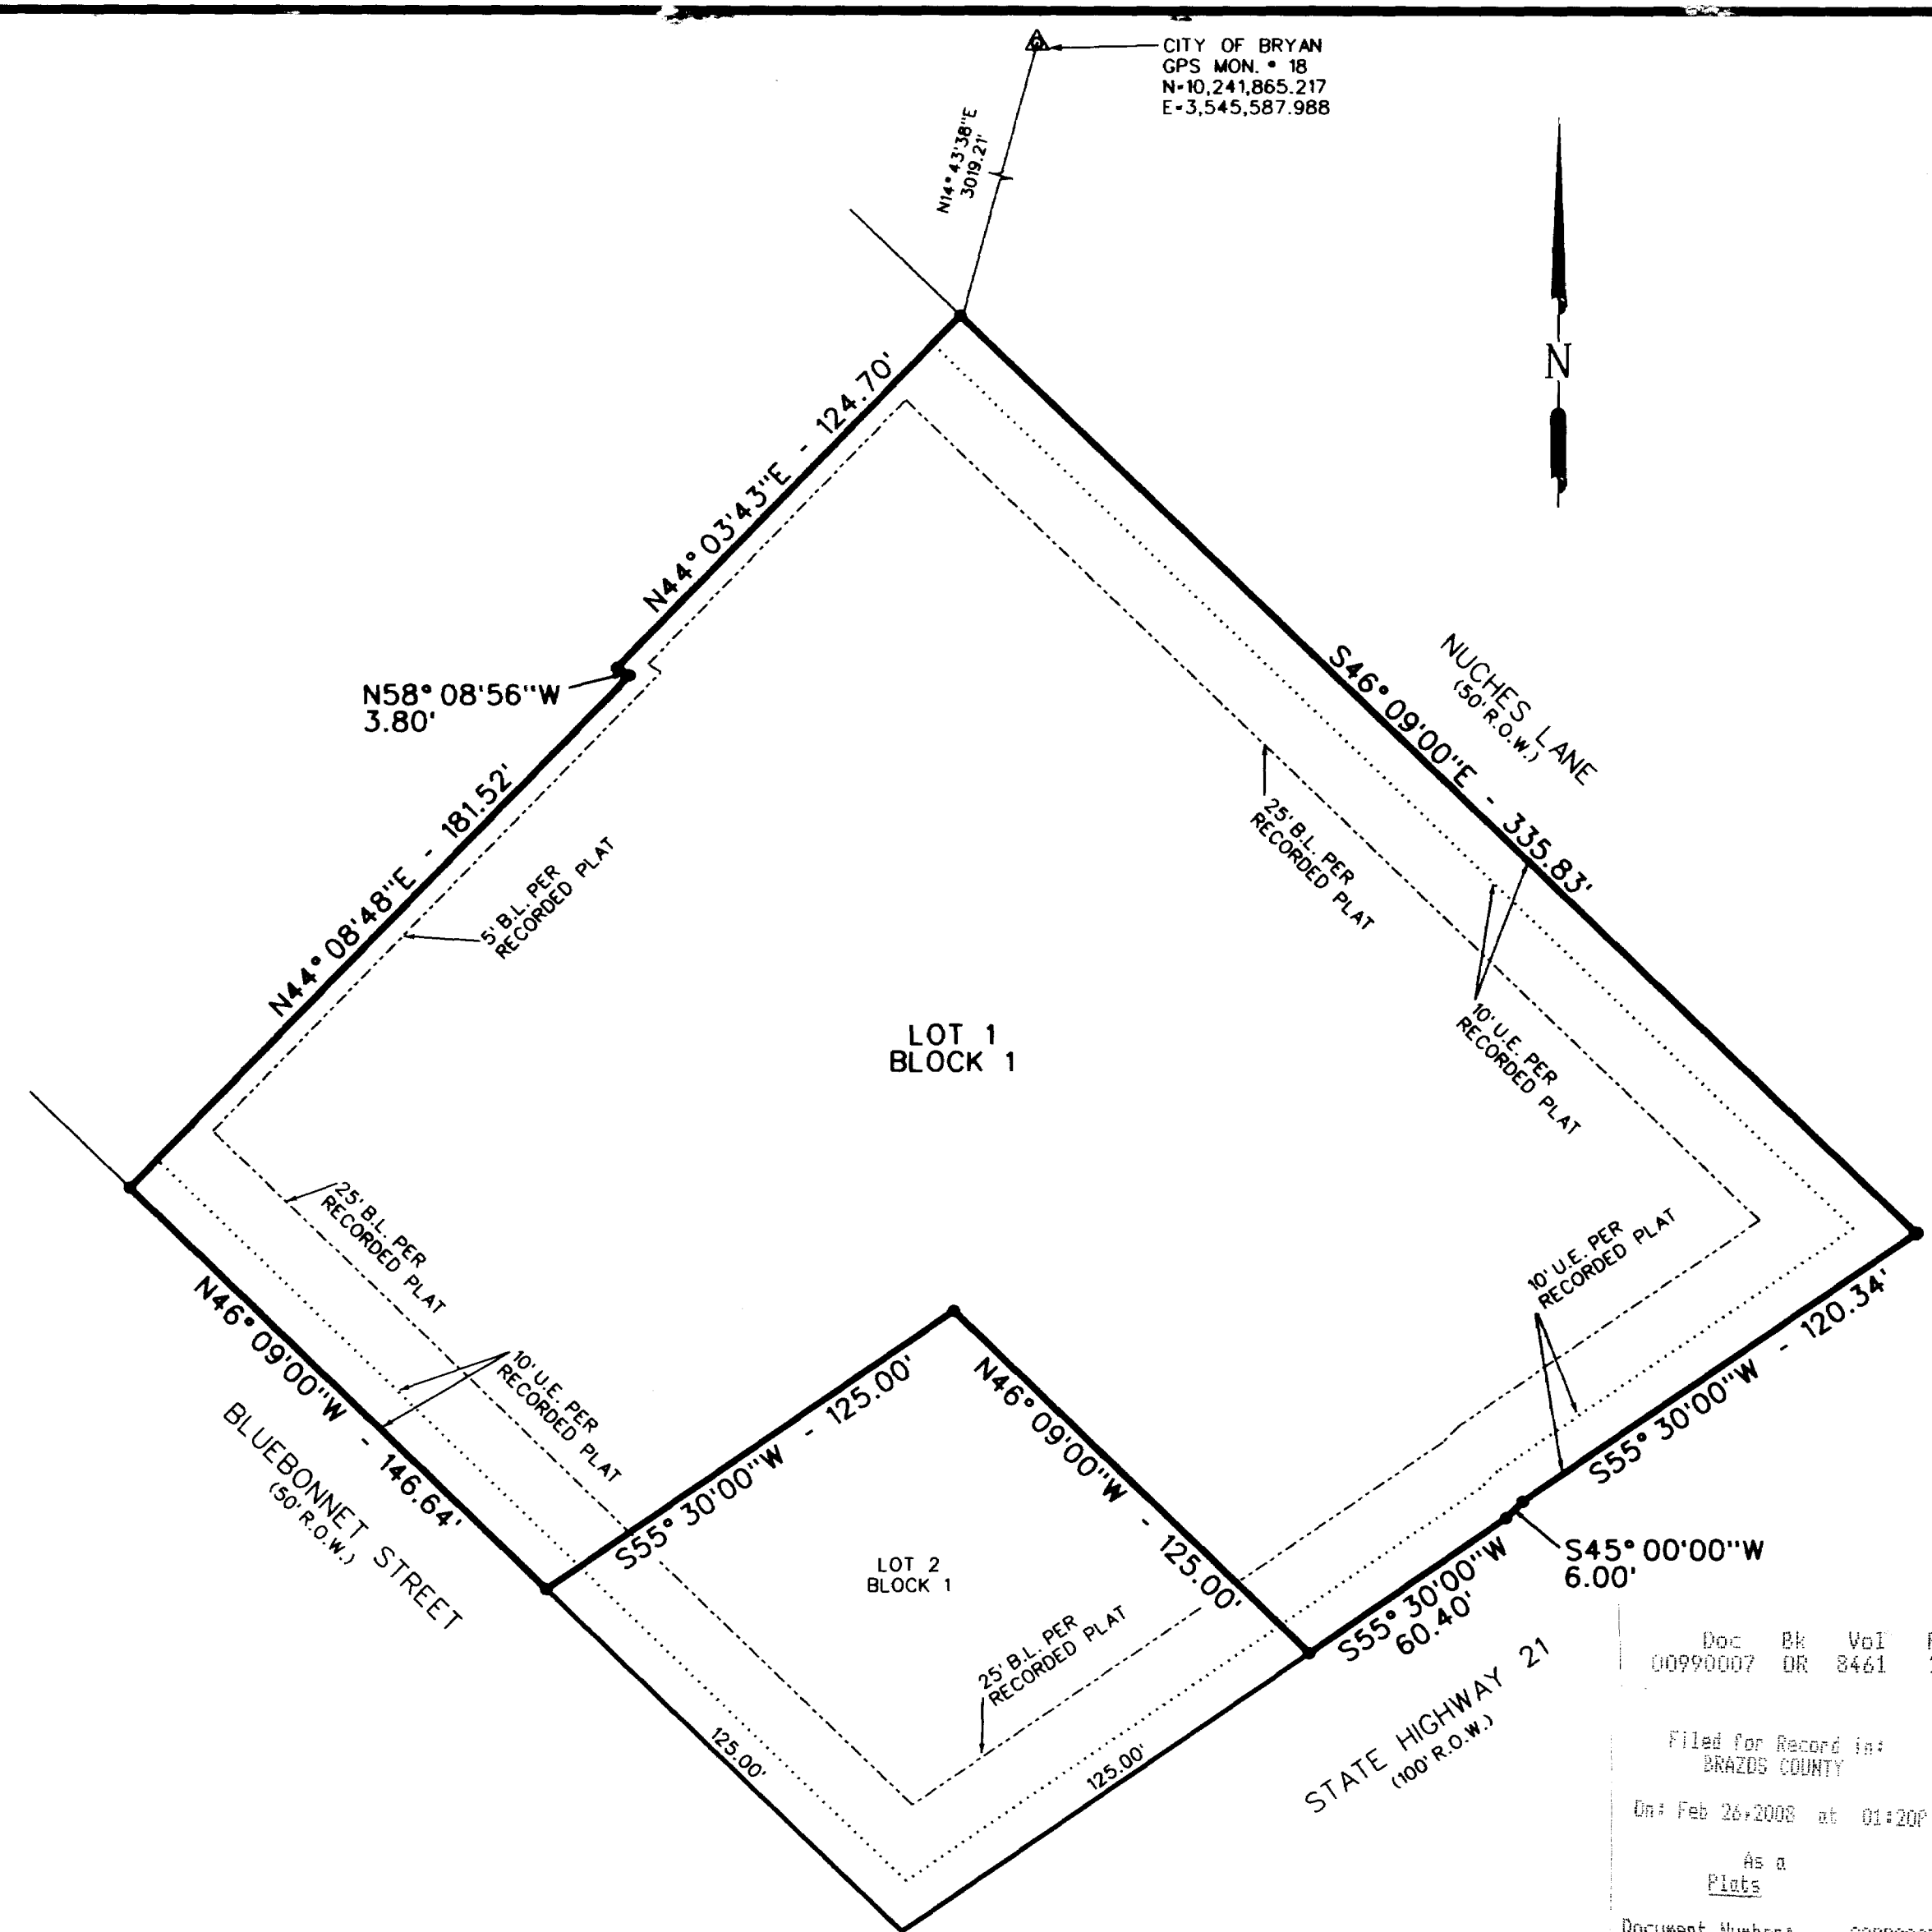 CITY OF BRYAN
GPS MON. • 18
N=10,241,865.217
E=3,545,587.988
N14°43'38"E
3019.21'
N
N44°03'43"E - 124.70'
N58°08'56"W
3.80'
N44°08'48"E - 181.52'
5' B.L. PER
RECORDED PLAT
S46°09'00"E - 335.83'
NUCHES LANE
(50' R.O.W.)
25' B.L. PER
RECORDED PLAT
10' U.E. PER
RECORDED PLAT
LOT 1
BLOCK 1
25' B.L. PER
RECORDED PLAT
10' U.E. PER
RECORDED PLAT
N46°09'00"W - 146.64'
BLUEBONNET STREET
(50' R.O.W.)
10' U.E. PER
RECORDED PLAT
S55°30'00"W - 125.00'
N46°09'00"W - 125.00'
S55°30'00"W - 120.34'
S45°00'00"W
6.00'
S55°30'00"W
60.40'
LOT 2
BLOCK 1
25' B.L. PER
RECORDED PLAT
125.00'
125.00'
STATE HIGHWAY 21
(100' R.O.W.)
Doc Bk Vol
00990007 OR 8461
Filed for Record in:
BRAZOS COUNTY
On: Feb 26,2008 at 01:20P
As a
Plats
Document Number: